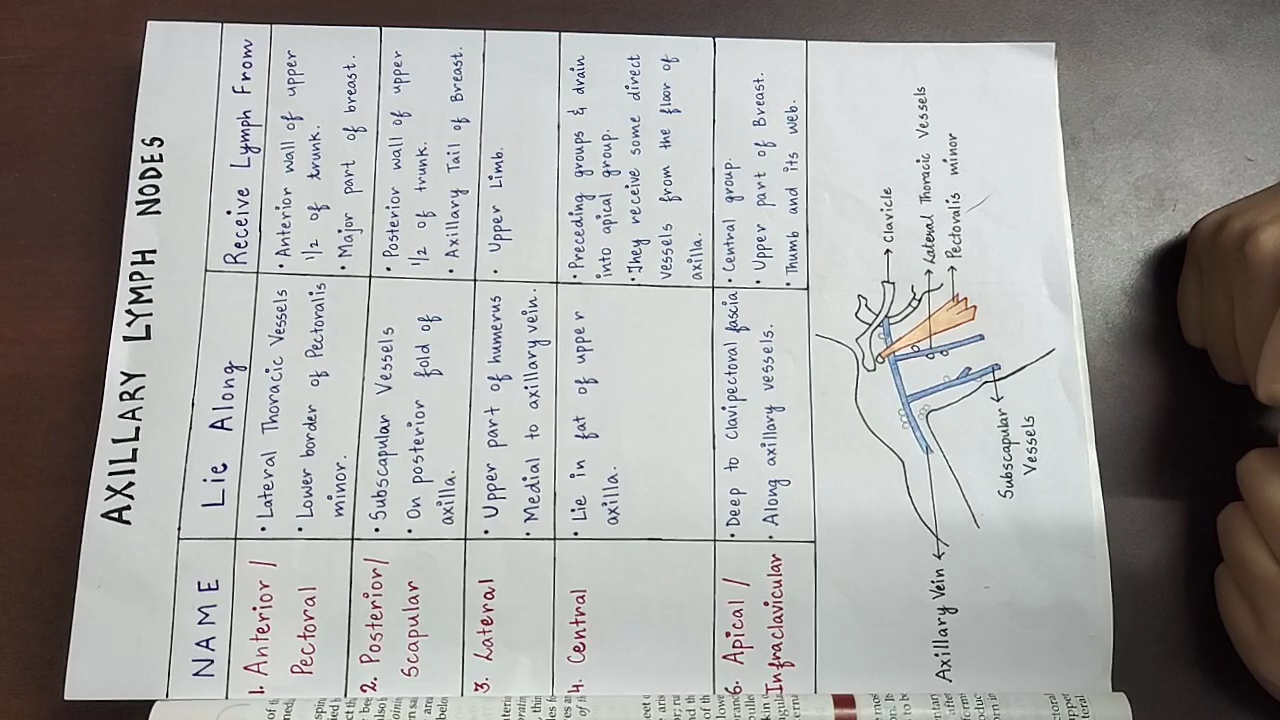 AXILLARY LYMPH NODES
NAME
Lie Along
Receive Lymph From
1. Anterior /
Pectoral
• Lateral Thoracic Vessels
• Lower border of Pectoralis
minor.
• Anterior wall of upper
1/2 of trunk.
• Major part of breast.
2. Posterior /
Scapular
• Subscapular Vessels
• On posterior fold of
axilla.
• Posterior wall of upper
1/2 of trunk.
• Axillary Tail of Breast.
3. Lateral
• Upper part of humerus
• Medial to axillary vein.
• Upper Limb.
4. Central
• Lie in fat of upper
axilla.
• Preceding groups & drain
into apical group.
• They receive some direct
vessels from the floor of
axilla.
6. Apical /
Infraclavicular
• Deep to Clavipectoral fascia
• Along axillary vessels.
• Central group.
• Upper part of Breast.
• Thumb and its web.
Clavicle
Lateral Thoracic Vessels
Pectoralis minor
Subscapular
Vessels
Axillary Vein